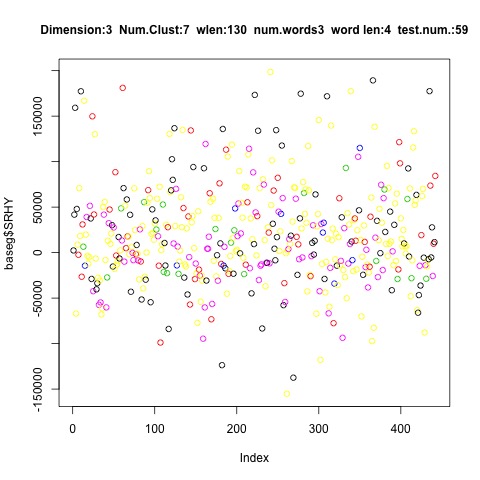 Dimension:3 Num.Clust:7 wlen:130 num.words3 word len:4 test.num.:59
baseg$SRHY
150000
50000
0
-50000
-150000
0 100 200 300 400
Index